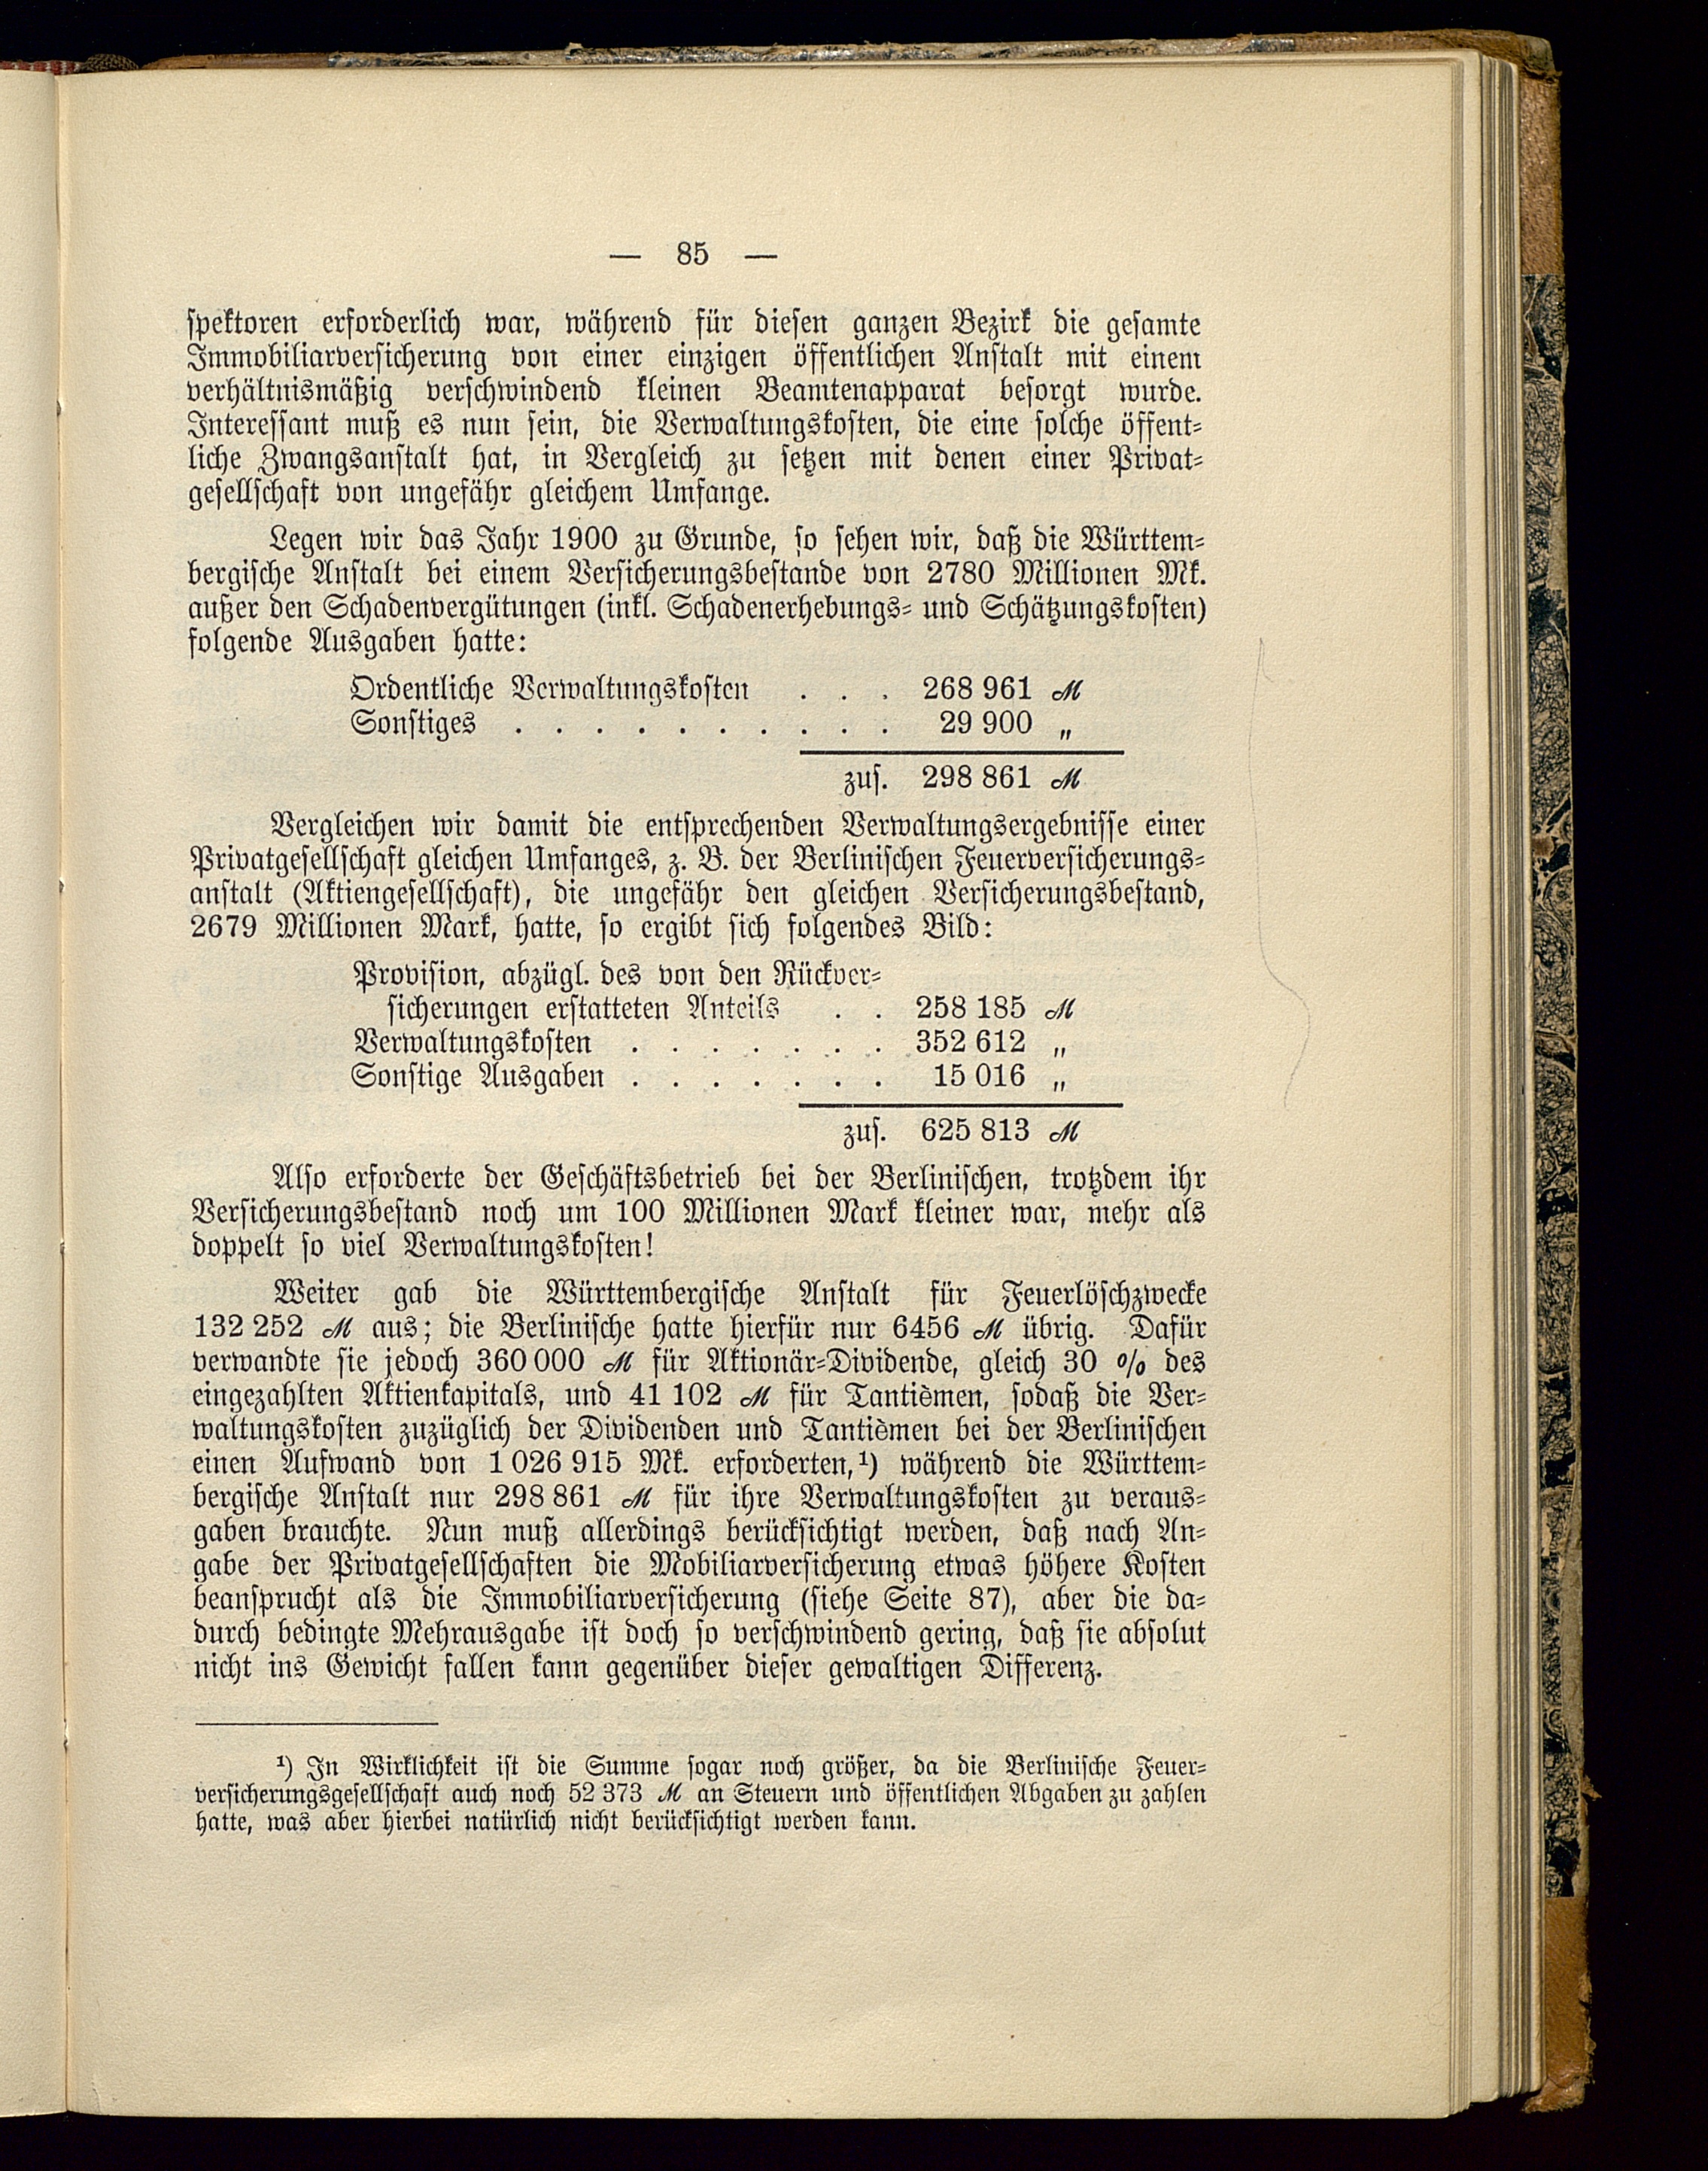 — 85 —
spektoren erforderlich war, während für diesen ganzen Bezirk die gesamte
Immobiliarversicherung von einer einzigen öffentlichen Anstalt mit einem
verhältnismäßig verschwindend kleinen Beamtenapparat besorgt wurde.
Interessant muß es nun sein, die Verwaltungskosten, die eine solche öffent-
liche Zwangsanstalt hat, in Vergleich zu setzen mit denen einer Privat-
gesellschaft von ungefähr gleichem Umfange.
Legen wir das Jahr 1900 zu Grunde, so sehen wir, daß die Württem-
bergische Anstalt bei einem Versicherungsbestande von 2780 Millionen Mk.
außer den Schadenvergütungen (inkl. Schadenerhebungs- und Schätzungskosten)
folgende Ausgaben hatte:
Ordentliche Verwaltungskosten . . . 268 961 ℳ
Sonstiges . . . . . . . . . . 29 900 „
zus. 298 861 ℳ
Vergleichen wir damit die entsprechenden Verwaltungsergebnisse einer
Privatgesellschaft gleichen Umfanges, z. B. der Berlinischen Feuerversicherungs-
anstalt (Aktiengesellschaft), die ungefähr den gleichen Versicherungsbestand,
2679 Millionen Mark, hatte, so ergibt sich folgendes Bild:
Provision, abzügl. des von den Rückver-
sicherungen erstatteten Anteils . . 258 185 ℳ
Verwaltungskosten . . . . . . . 352 612 „
Sonstige Ausgaben . . . . . . . 15 016 „
zus. 625 813 ℳ
Also erforderte der Geschäftsbetrieb bei der Berlinischen, trotzdem ihr
Versicherungsbestand noch um 100 Millionen Mark kleiner war, mehr als
doppelt so viel Verwaltungskosten!
Weiter gab die Württembergische Anstalt für Feuerlöschzwecke
132 252 ℳ aus; die Berlinische hatte hierfür nur 6456 ℳ übrig. Dafür
verwandte sie jedoch 360 000 ℳ für Aktionär-Dividende, gleich 30 % des
eingezahlten Aktienkapitals, und 41 102 ℳ für Tantièmen, sodaß die Ver-
waltungskosten zuzüglich der Dividenden und Tantièmen bei der Berlinischen
einen Aufwand von 1 026 915 Mk. erforderten,¹) während die Württem-
bergische Anstalt nur 298 861 ℳ für ihre Verwaltungskosten zu veraus-
gaben brauchte. Nun muß allerdings berücksichtigt werden, daß nach An-
gabe der Privatgesellschaften die Mobiliarversicherung etwas höhere Kosten
beansprucht als die Immobiliarversicherung (siehe Seite 87), aber die da-
durch bedingte Mehrausgabe ist doch so verschwindend gering, daß sie absolut
nicht ins Gewicht fallen kann gegenüber dieser gewaltigen Differenz.
¹) In Wirklichkeit ist die Summe sogar noch größer, da die Berlinische Feuer-
versicherungsgesellschaft auch noch 52 373 ℳ an Steuern und öffentlichen Abgaben zu zahlen
hatte, was aber hierbei natürlich nicht berücksichtigt werden kann.